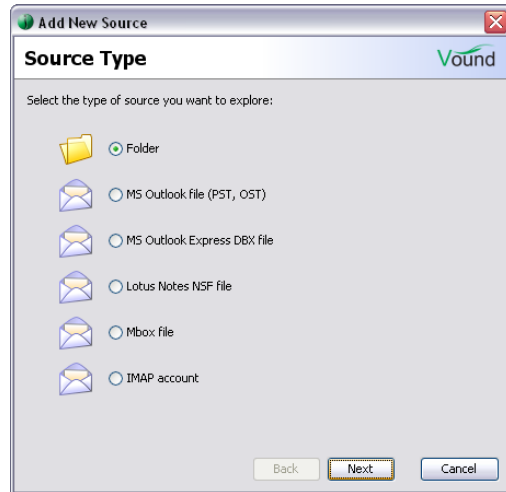 Add New Source
Source Type
Vound
Select the type of source you want to explore:
Folder
MS Outlook file (PST, OST)
MS Outlook Express DBX file
Lotus Notes NSF file
Mbox file
IMAP account
Back Next Cancel